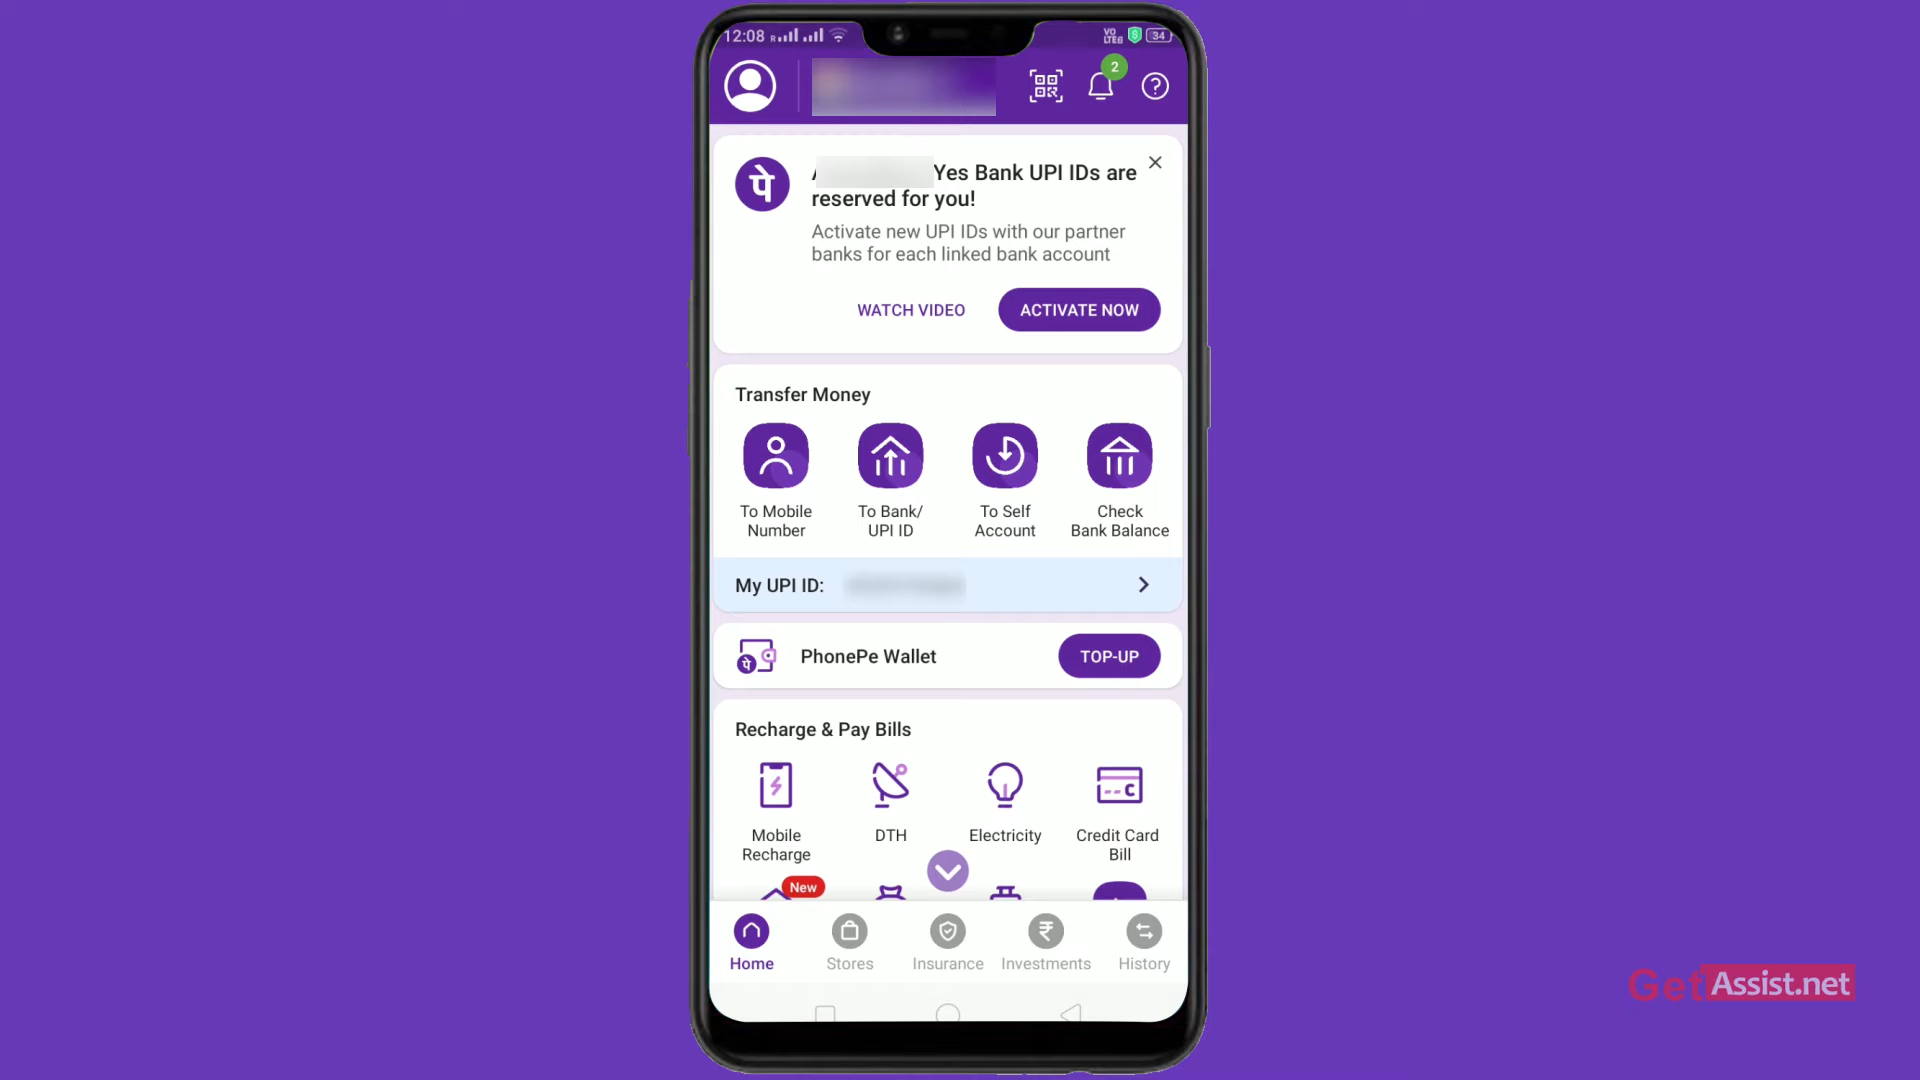 12:08
VO
LTE
34
2
पे
Yes Bank UPI IDs are
reserved for you!
Activate new UPI IDs with our partner
banks for each linked bank account
WATCH VIDEO
ACTIVATE NOW
Transfer Money
To Mobile
Number
To Bank/
UPI ID
To Self
Account
Check
Bank Balance
My UPI ID:
पे
PhonePe Wallet
TOP-UP
Recharge & Pay Bills
Mobile
Recharge
DTH
Electricity
Credit Card
Bill
New
Home
Stores
Insurance
Investments
History
GetAssist.net